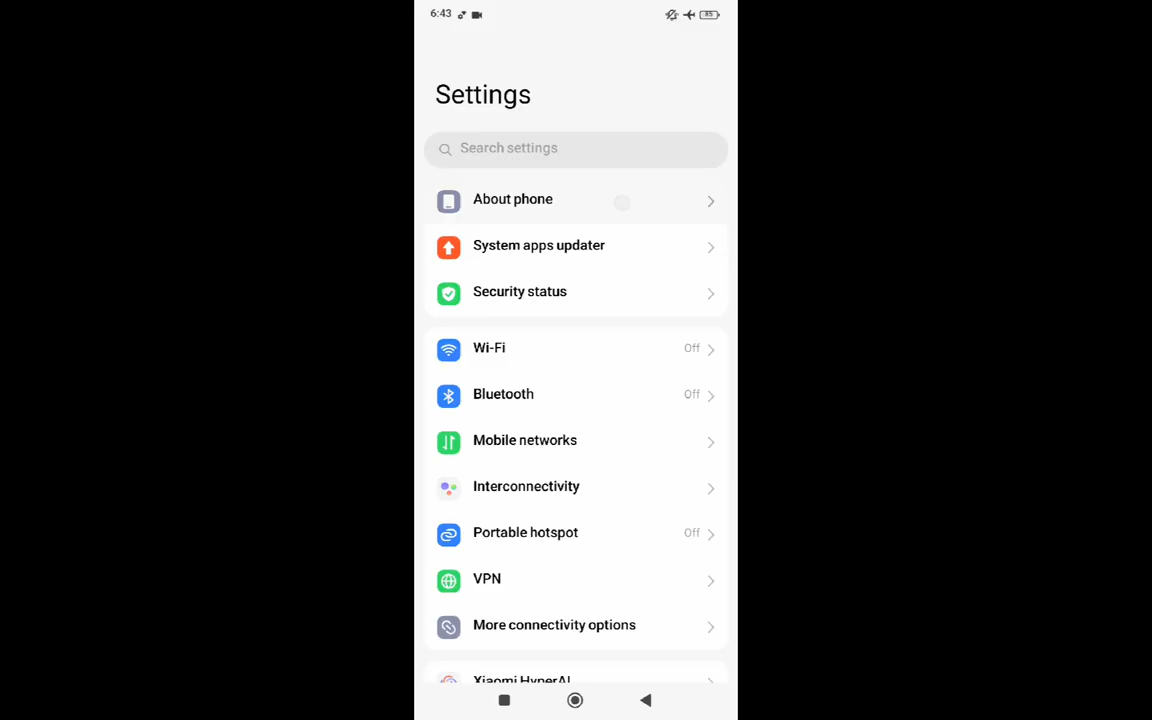 6:43
85
Settings
Search settings
About phone
System apps updater
Security status
Wi-Fi Off
Bluetooth Off
Mobile networks
Interconnectivity
Portable hotspot Off
VPN
More connectivity options
Xiaomi HyperAI